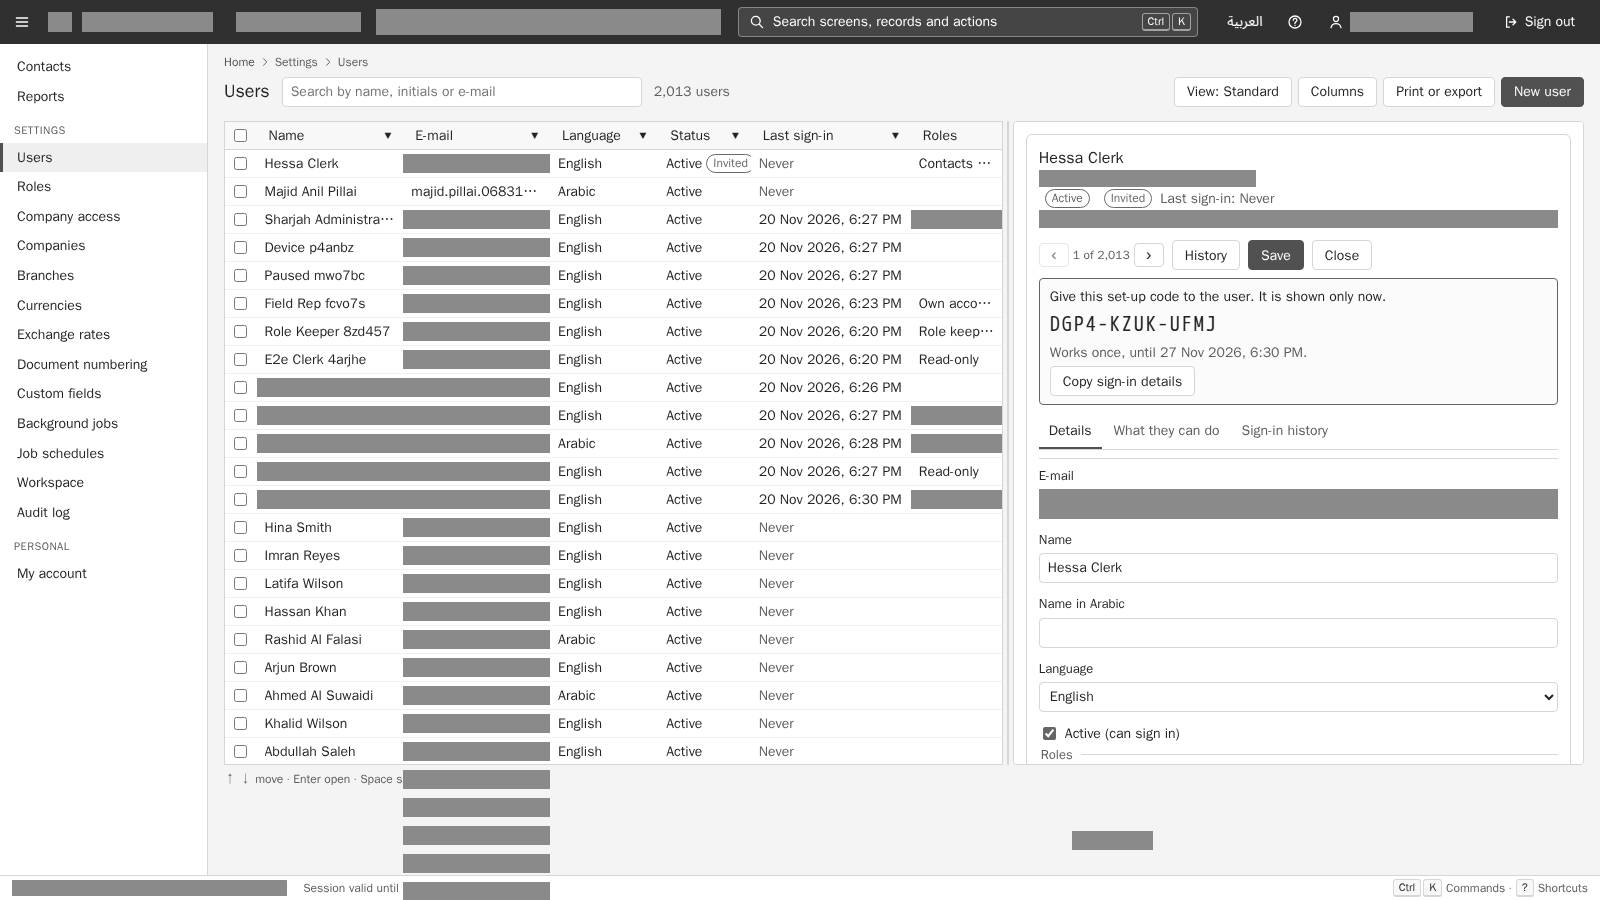 Search screens, records and actions Ctrl K العربية Sign out
Contacts
Reports
SETTINGS
Users
Roles
Company access
Companies
Branches
Currencies
Exchange rates
Document numbering
Custom fields
Background jobs
Job schedules
Workspace
Audit log
PERSONAL
My account
Home > Settings > Users
Users Search by name, initials or e-mail 2,013 users View: Standard Columns Print or export New user
Name ▼ E-mail ▼ Language ▼ Status ▼ Last sign-in ▼ Roles
Hessa Clerk English Active Invited Never Contacts ···
Majid Anil Pillai majid.pillai.06831··· Arabic Active Never
Sharjah Administra··· English Active 20 Nov 2026, 6:27 PM
Device p4anbz English Active 20 Nov 2026, 6:27 PM
Paused mwo7bc English Active 20 Nov 2026, 6:27 PM
Field Rep fcvo7s English Active 20 Nov 2026, 6:23 PM Own acco···
Role Keeper 8zd457 English Active 20 Nov 2026, 6:20 PM Role keep···
E2e Clerk 4arjhe English Active 20 Nov 2026, 6:20 PM Read-only
English Active 20 Nov 2026, 6:26 PM
English Active 20 Nov 2026, 6:27 PM
Arabic Active 20 Nov 2026, 6:28 PM
English Active 20 Nov 2026, 6:27 PM Read-only
English Active 20 Nov 2026, 6:30 PM
Hina Smith English Active Never
Imran Reyes English Active Never
Latifa Wilson English Active Never
Hassan Khan English Active Never
Rashid Al Falasi Arabic Active Never
Arjun Brown English Active Never
Ahmed Al Suwaidi Arabic Active Never
Khalid Wilson English Active Never
Abdullah Saleh English Active Never
↑ ↓ move · Enter open · Space s
Hessa Clerk
Active Invited Last sign-in: Never
‹ 1 of 2,013 › History Save Close
Give this set-up code to the user. It is shown only now.
DGP4-KZUK-UFMJ
Works once, until 27 Nov 2026, 6:30 PM.
Copy sign-in details
Details What they can do Sign-in history
E-mail
Name
Hessa Clerk
Name in Arabic
Language
English
Active (can sign in)
Roles
Session valid until
Ctrl K Commands · ? Shortcuts